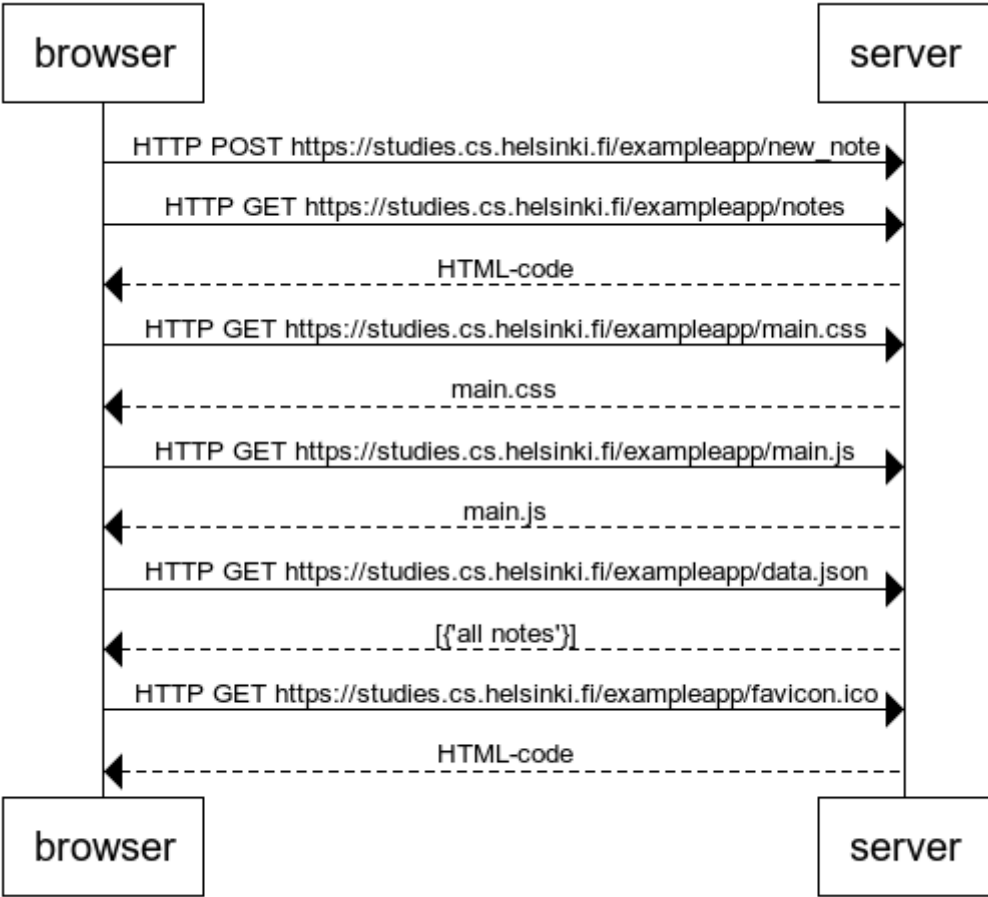 browser
server
HTTP POST https://studies.cs.helsinki.fi/exampleapp/new_note
HTTP GET https://studies.cs.helsinki.fi/exampleapp/notes
HTML-code
HTTP GET https://studies.cs.helsinki.fi/exampleapp/main.css
main.css
HTTP GET https://studies.cs.helsinki.fi/exampleapp/main.js
main.js
HTTP GET https://studies.cs.helsinki.fi/exampleapp/data.json
[{'all notes'}]
HTTP GET https://studies.cs.helsinki.fi/exampleapp/favicon.ico
HTML-code
browser
server